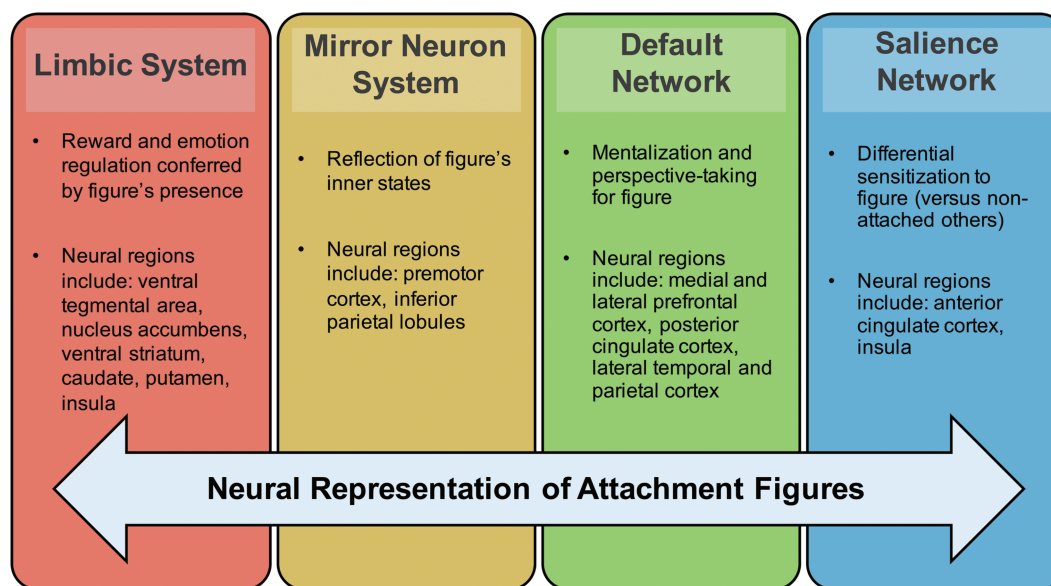 Limbic System
• Reward and emotion
regulation conferred
by figure's presence
• Neural regions
include: ventral
tegmental area,
nucleus accumbens,
ventral striatum,
caudate, putamen,
insula
Mirror Neuron
System
• Reflection of figure's
inner states
• Neural regions
include: premotor
cortex, inferior
parietal lobules
Default
Network
• Mentalization and
perspective-taking
for figure
• Neural regions
include: medial and
lateral prefrontal
cortex, posterior
cingulate cortex,
lateral temporal and
parietal cortex
Salience
Network
• Differential
sensitization to
figure (versus non-
attached others)
• Neural regions
include: anterior
cingulate cortex,
insula
Neural Representation of Attachment Figures